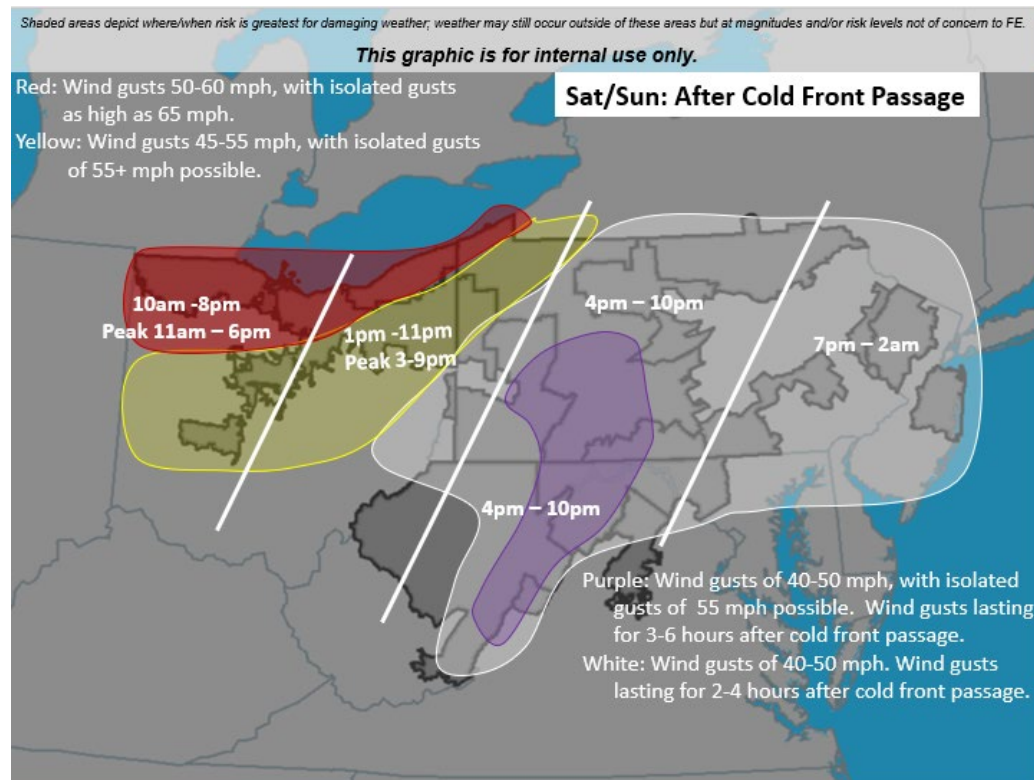 Shaded areas depict where/when risk is greatest for damaging weather; weather may still occur outside of these areas but at magnitudes and/or risk levels not of concern to FE.
This graphic is for internal use only.
Red: Wind gusts 50-60 mph, with isolated gusts
as high as 65 mph.
Yellow: Wind gusts 45-55 mph, with isolated gusts
of 55+ mph possible.
Sat/Sun: After Cold Front Passage
10am -8pm
Peak 11am – 6pm
1pm -11pm
Peak 3-9pm
4pm – 10pm
7pm – 2am
4pm – 10pm
Purple: Wind gusts of 40-50 mph, with isolated
gusts of  55 mph possible.  Wind gusts lasting
for 3-6 hours after cold front passage.
White: Wind gusts of 40-50 mph. Wind gusts
lasting for 2-4 hours after cold front passage.